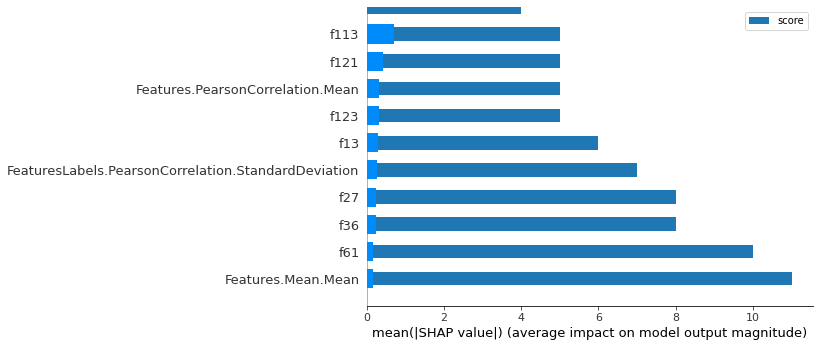 score
f113
f121
Features.PearsonCorrelation.Mean
f123
f13
FeaturesLabels.PearsonCorrelation.StandardDeviation
f27
f36
f61
Features.Mean.Mean
0 2 4 6 8 10
mean(|SHAP value|) (average impact on model output magnitude)